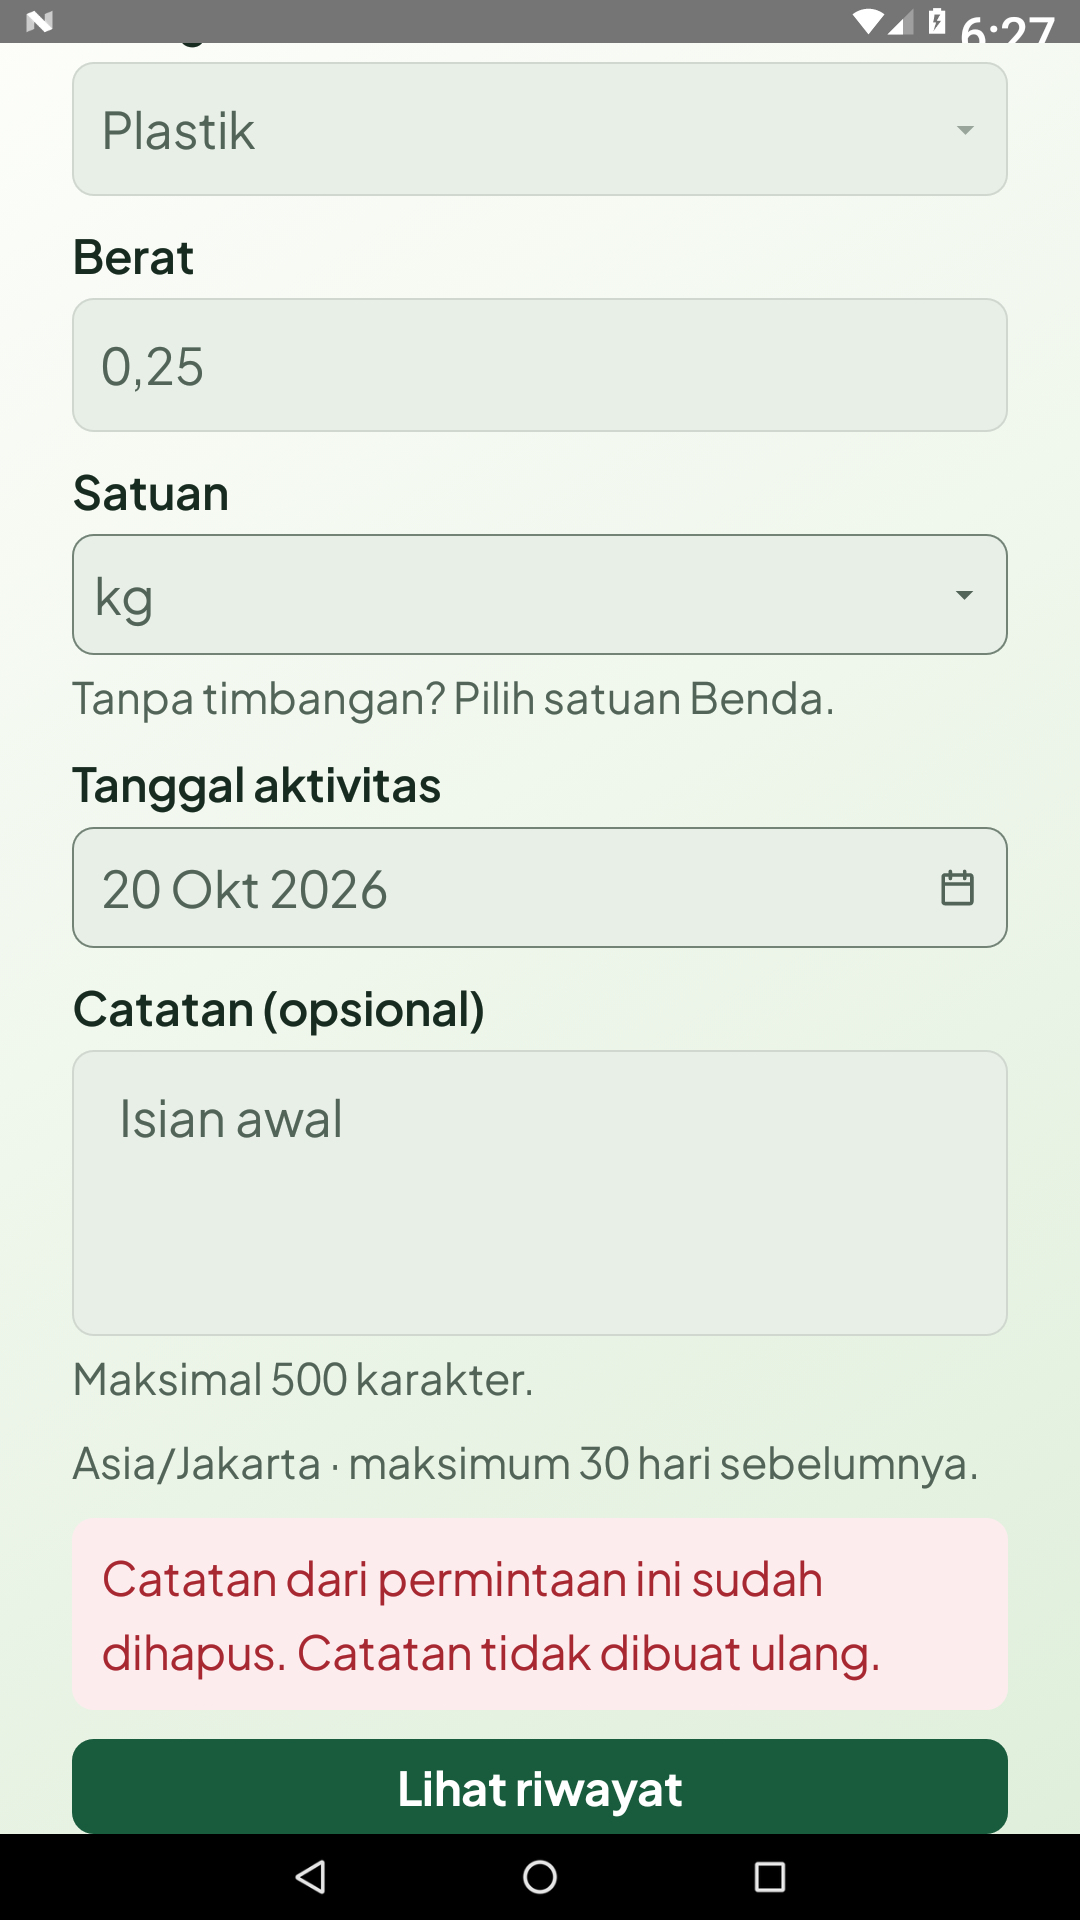 6:27
Plastik
Berat
0,25
Satuan
kg
Tanpa timbangan? Pilih satuan Benda.
Tanggal aktivitas
20 Okt 2026
Catatan (opsional)
Isian awal
Maksimal 500 karakter.
Asia/Jakarta · maksimum 30 hari sebelumnya.
Catatan dari permintaan ini sudah
dihapus. Catatan tidak dibuat ulang.
Lihat riwayat